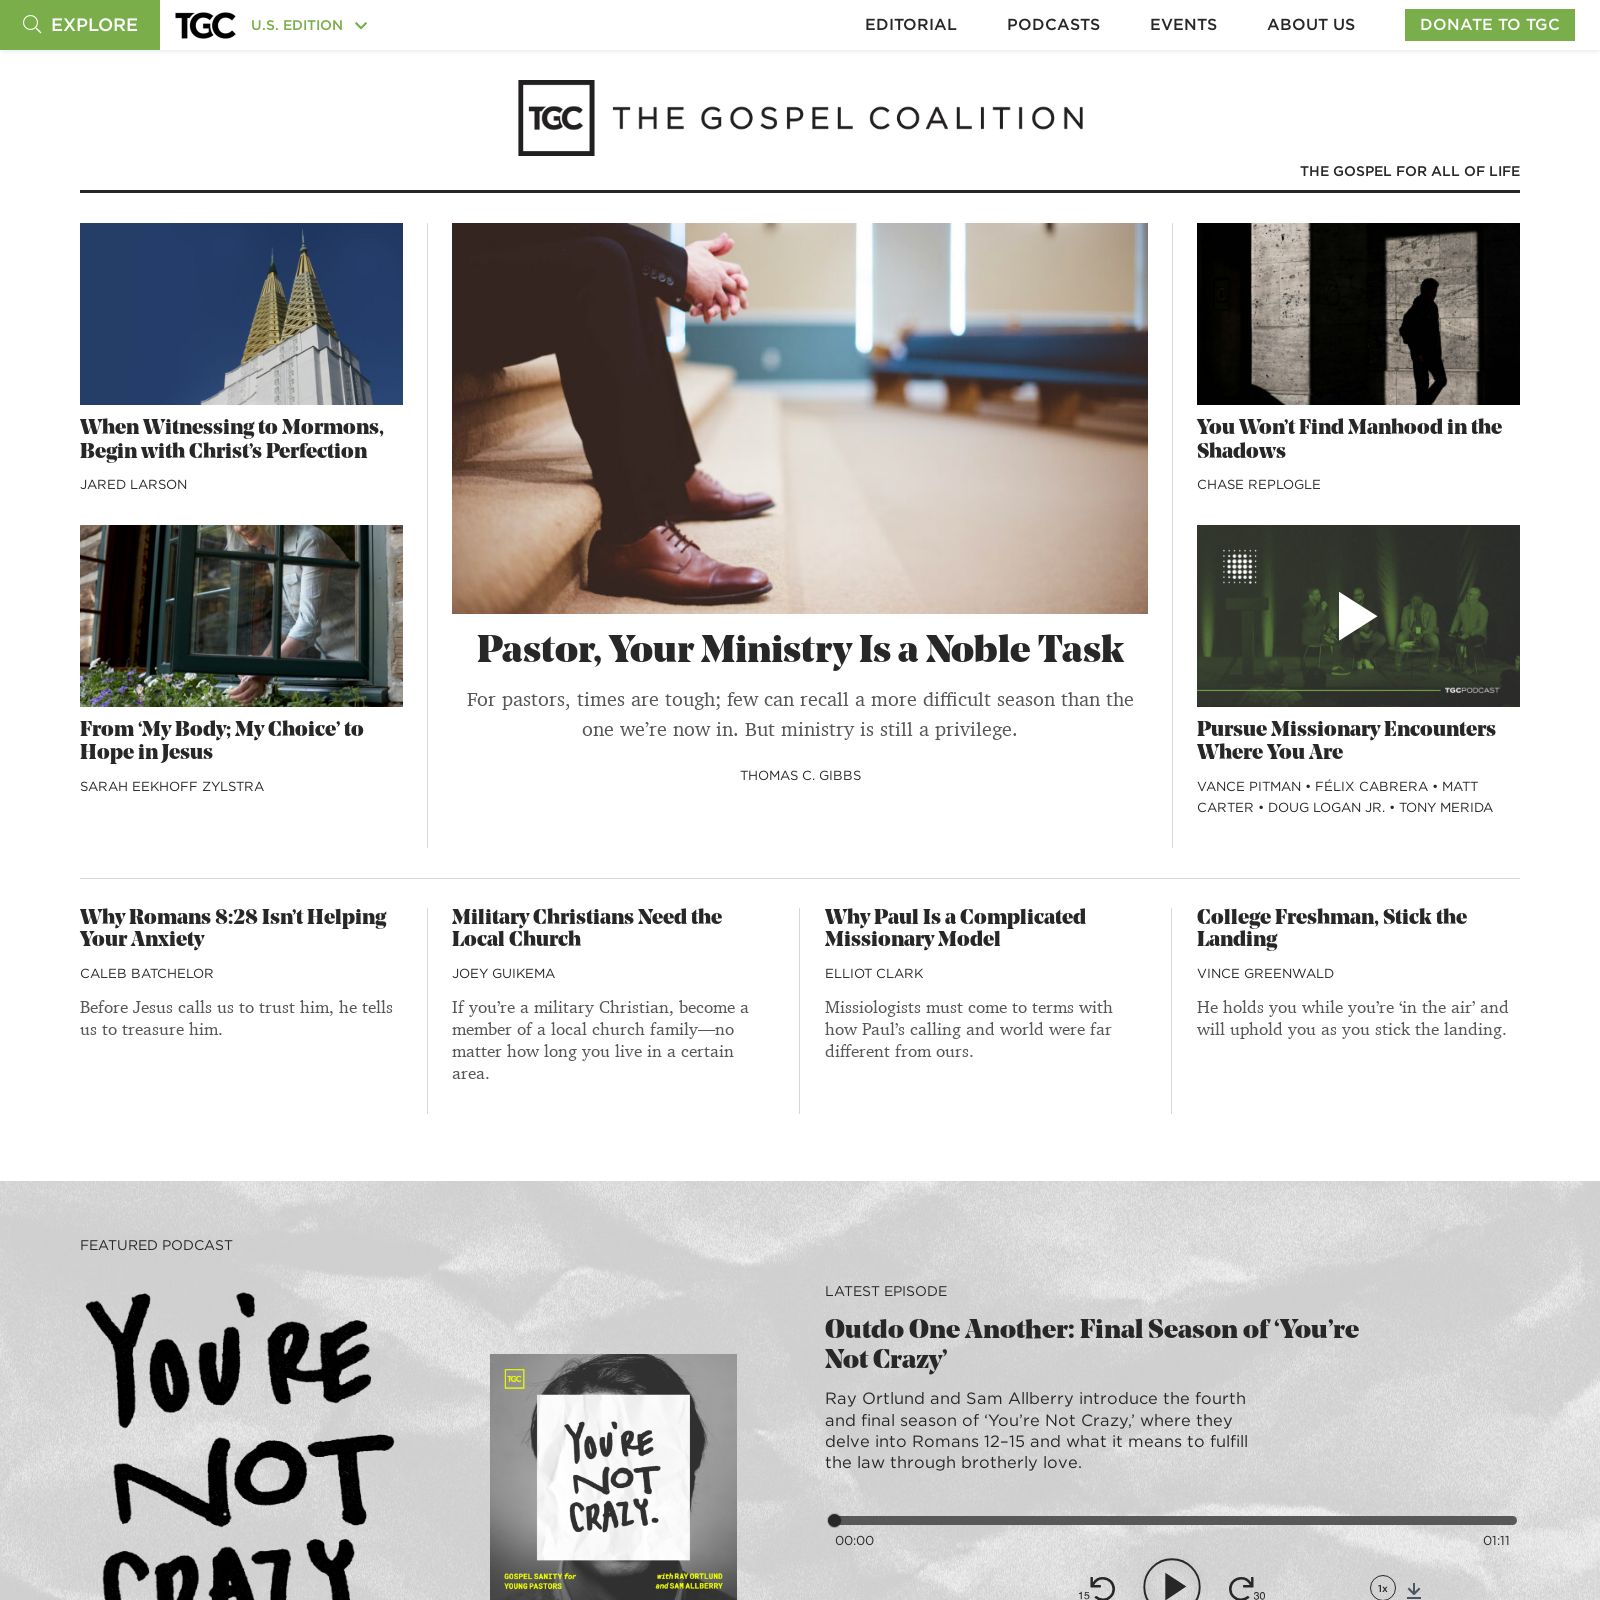 EXPLORE
TGC
U.S. EDITION
EDITORIAL
PODCASTS
EVENTS
ABOUT US
DONATE TO TGC
TGC THE GOSPEL COALITION
THE GOSPEL FOR ALL OF LIFE
When Witnessing to Mormons,
Begin with Christ’s Perfection
JARED LARSON
From ‘My Body; My Choice’ to
Hope in Jesus
SARAH EEKHOFF ZYLSTRA
Pastor, Your Ministry Is a Noble Task
For pastors, times are tough; few can recall a more difficult season than the
one we’re now in. But ministry is still a privilege.
THOMAS C. GIBBS
You Won’t Find Manhood in the
Shadows
CHASE REPLOGLE
TGCPODCAST
Pursue Missionary Encounters
Where You Are
VANCE PITMAN • FÉLIX CABRERA • MATT
CARTER • DOUG LOGAN JR. • TONY MERIDA
Why Romans 8:28 Isn’t Helping
Your Anxiety
CALEB BATCHELOR
Before Jesus calls us to trust him, he tells
us to treasure him.
Military Christians Need the
Local Church
JOEY GUIKEMA
If you’re a military Christian, become a
member of a local church family—no
matter how long you live in a certain
area.
Why Paul Is a Complicated
Missionary Model
ELLIOT CLARK
Missiologists must come to terms with
how Paul’s calling and world were far
different from ours.
College Freshman, Stick the
Landing
VINCE GREENWALD
He holds you while you’re ‘in the air’ and
will uphold you as you stick the landing.
FEATURED PODCAST
YOU'RE
NOT
CRAZY
TGC
YOU'RE
NOT
CRAZY.
GOSPEL SANITY for
YOUNG PASTORS
with RAY ORTLUND
and SAM ALLBERRY
LATEST EPISODE
Outdo One Another: Final Season of ‘You’re
Not Crazy’
Ray Ortlund and Sam Allberry introduce the fourth
and final season of ‘You’re Not Crazy,’ where they
delve into Romans 12–15 and what it means to fulfill
the law through brotherly love.
00:00
01:11
15
30
1x